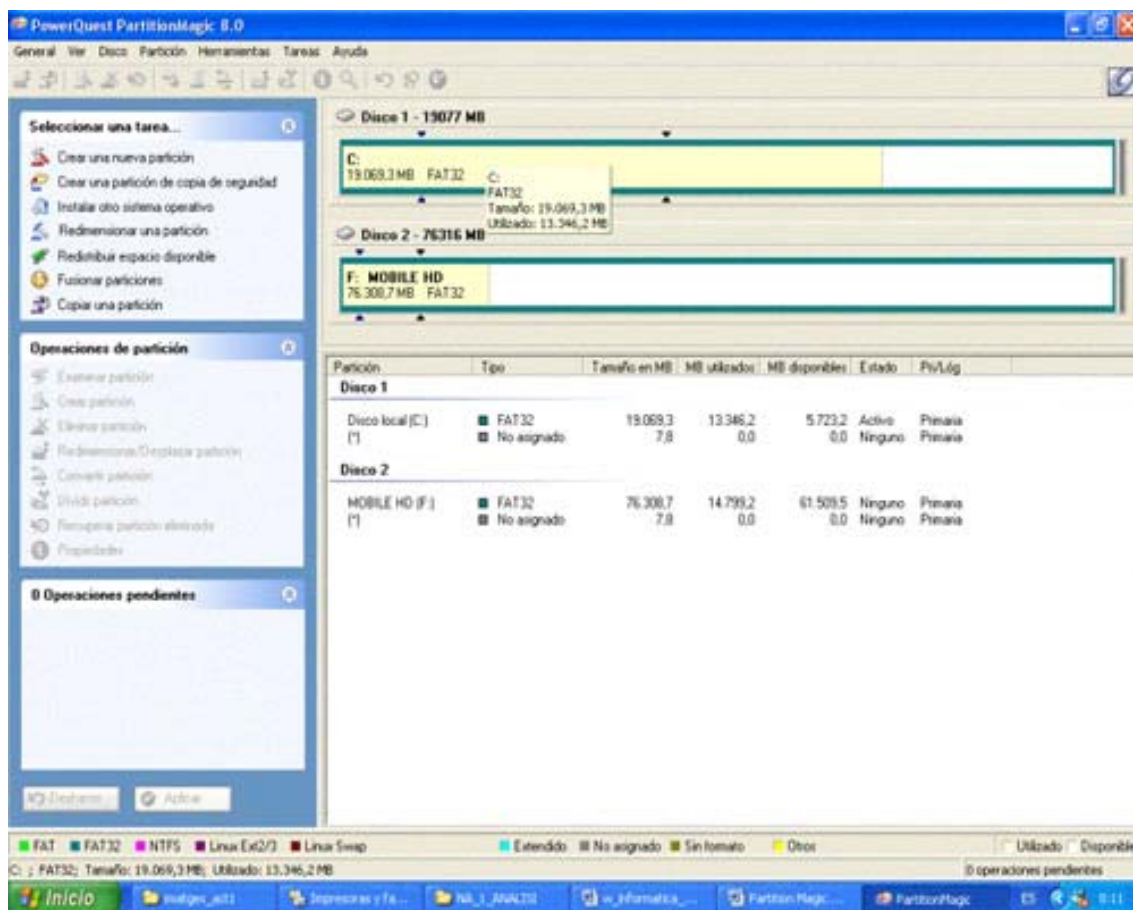 PowerQuest PartitionMagic 8.0
General Ver Disco Partición Herramientas Tareas Ayuda
Seleccionar una tarea...
Crear una nueva partición
Crear una partición de copia de seguridad
Instalar otro sistema operativo
Redimensionar una partición
Redistribuir espacio disponible
Fusionar particiones
Copiar una partición
Operaciones de partición
Examinar partición
Crear partición
Eliminar partición
Redimensionar/Desplazar partición
Convertir partición
Dividir partición
Recuperar partición eliminada
Propiedades
0 Operaciones pendientes
Deshacer
Aplicar
Disco 1 - 19077 MB
C:
19.069,3 MB FAT32
C:
FAT32
Tamaño: 19.069,3 MB
Utilizado: 13.346,2 MB
Disco 2 - 76316 MB
F: MOBILE HD
76.308,7 MB FAT32
Partición Tipo Tamaño en MB MB utilizados MB disponibles Estado Pri/Lóg
Disco 1
Disco local (C:) FAT32 19.069,3 13.346,2 5.723,2 Activo Primaria
(*) No asignado 7,8 0,0 0,0 Ninguno Primaria
Disco 2
MOBILE HD (F:) FAT32 76.308,7 14.799,2 61.509,5 Ninguno Primaria
(*) No asignado 7,8 0,0 0,0 Ninguno Primaria
FAT FAT32 NTFS Linux Ext2/3 Linux Swap Extendido No asignado Sin formato Otros Utilizado Disponible
C: ; FAT32; Tamaño: 19.069,3 MB; Utilizado: 13.346,2 MB
0 operaciones pendientes
Inicio
Impresoras y fa...
w_informatica_...
Partition Magic...
PartitionMagic
ES
8:11